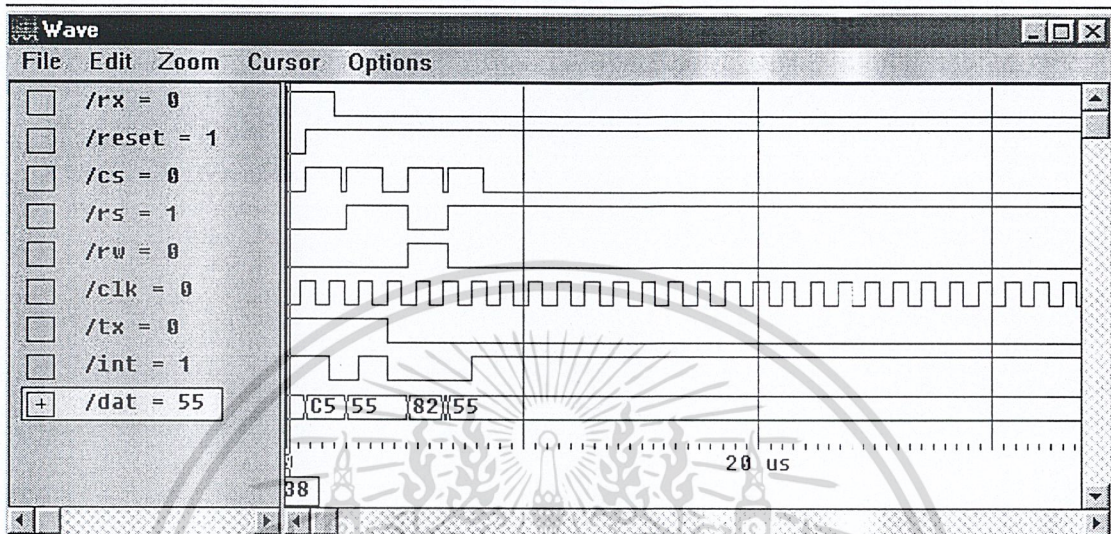 Wave
File Edit Zoom Cursor Options
/rx = 0
/reset = 1
/cs = 0
/rs = 1
/rw = 0
/clk = 0
/tx = 0
/int = 1
+ /dat = 55
C5 55 82 55
20 us
38